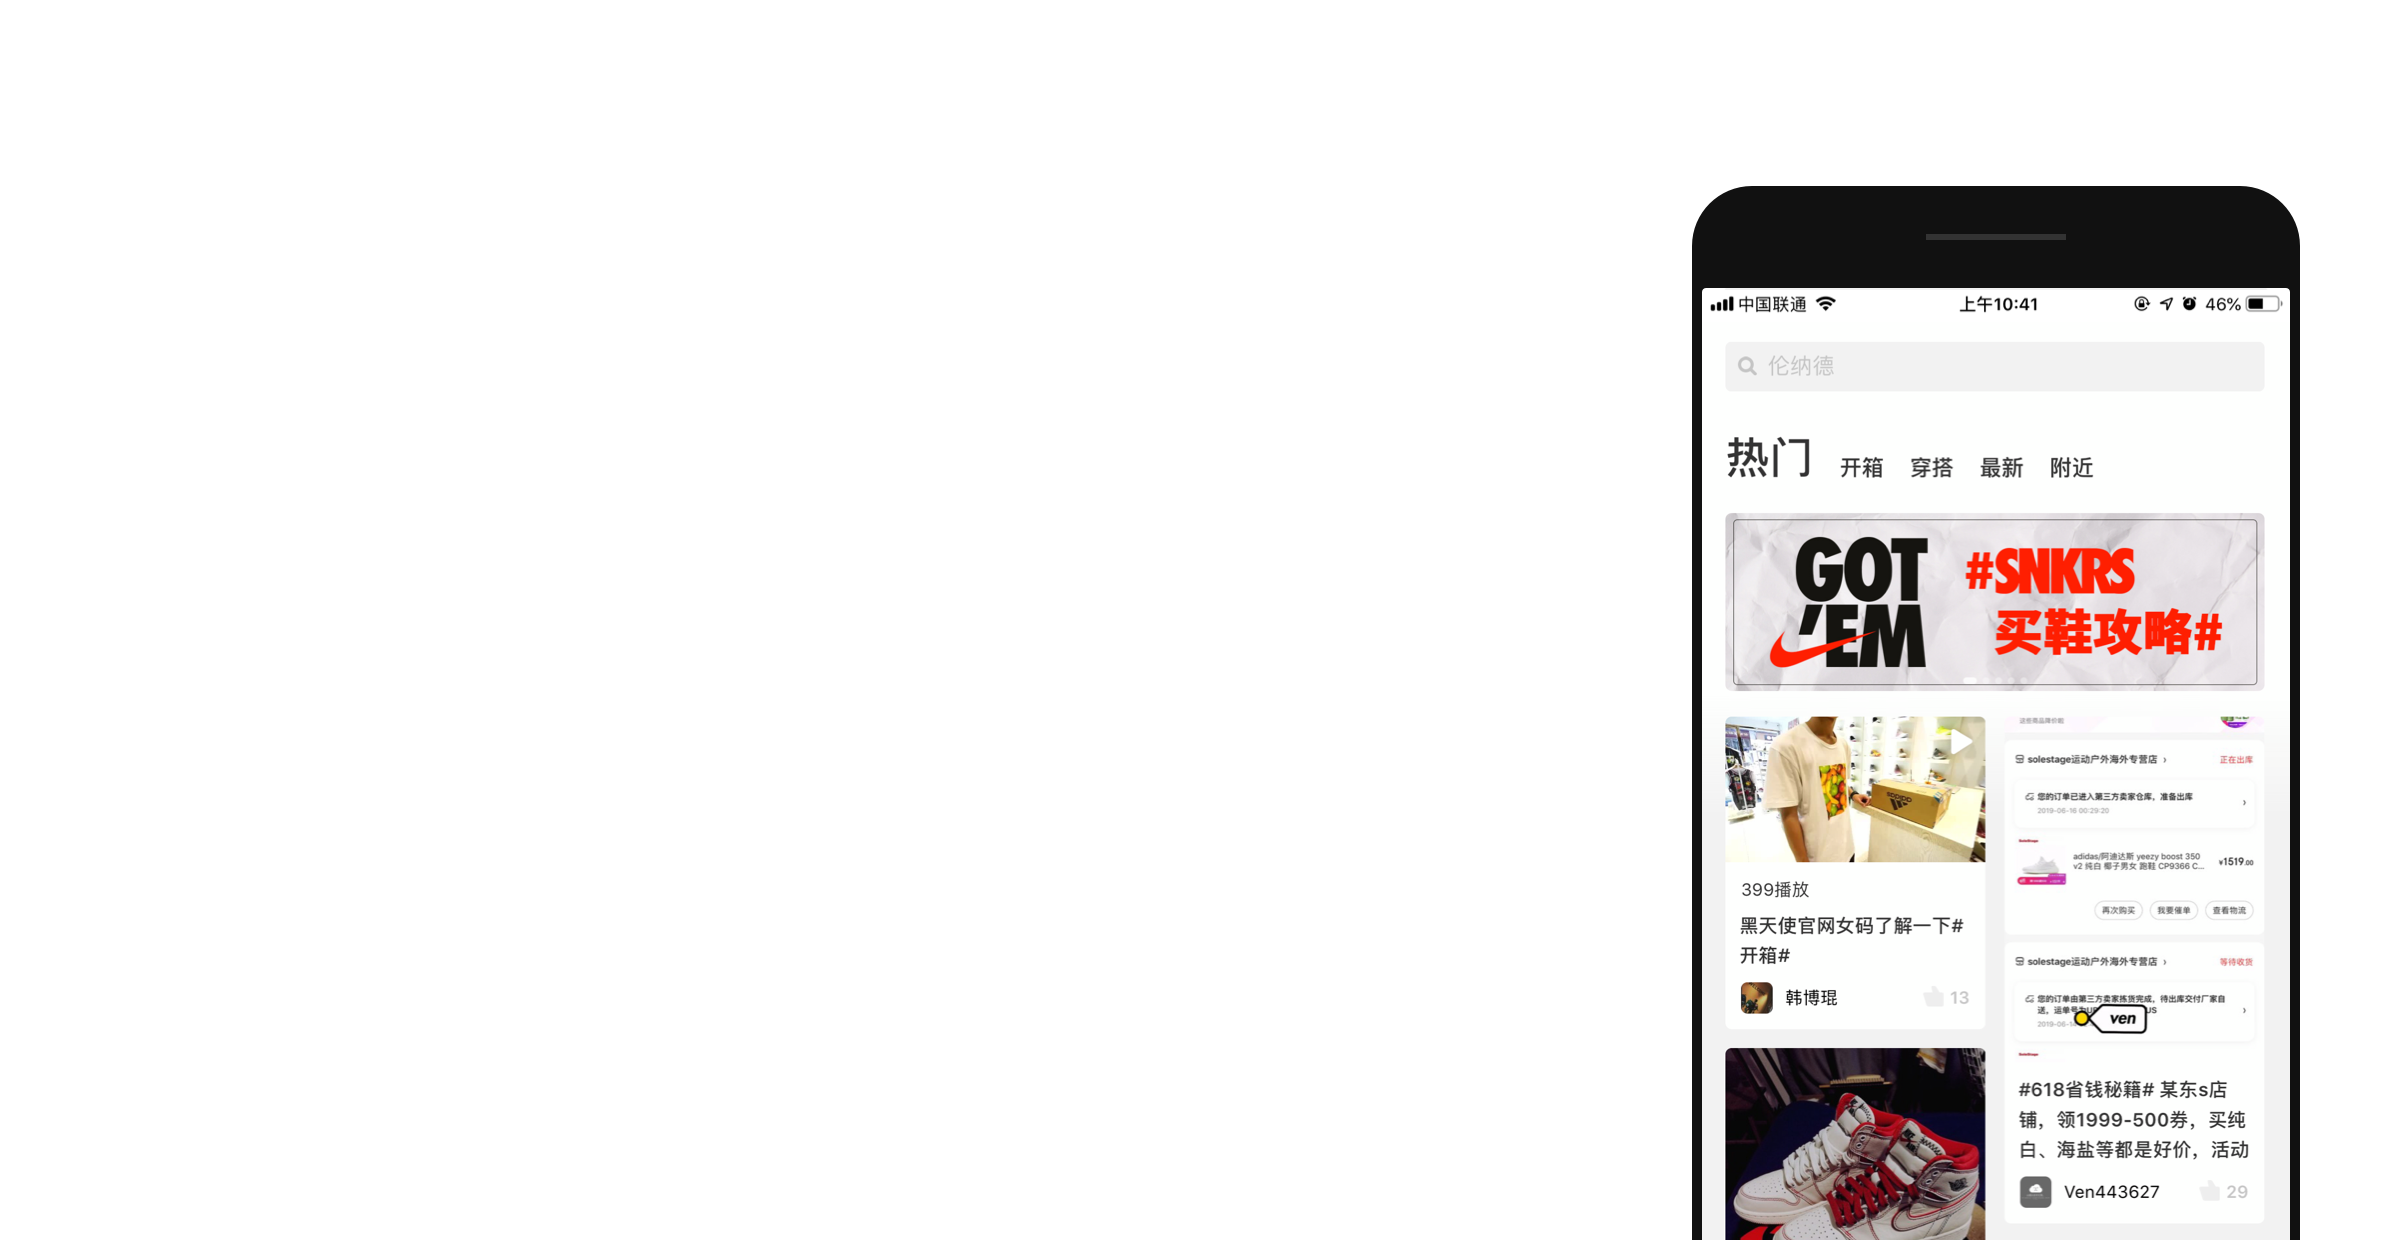 中国联通
上午10:41
46%
伦纳德
热门 开箱 穿搭 最新 附近
GOT
'EM
#SNKRS
买鞋攻略#
adidas
399播放
黑天使官网女码了解一下#
开箱#
韩博琨
13
solestage运动户外海外专营店
正在出库
您的订单已进入第三方卖家仓库，准备出库
2019-06-16 00:29:20
adidas/阿迪达斯 yeezy boost 350
v2 纯白 椰子男女 跑鞋 CP9366 C...
¥1519.00
再次购买
我要催单
查看物流
solestage运动户外海外专营店
等待收货
您的订单由第三方卖家拣货完成，待出库交付厂家自
送，运单号为
ven
#618省钱秘籍# 某东s店
铺，领1999-500券，买纯
白、海盐等都是好价，活动
Ven443627
29